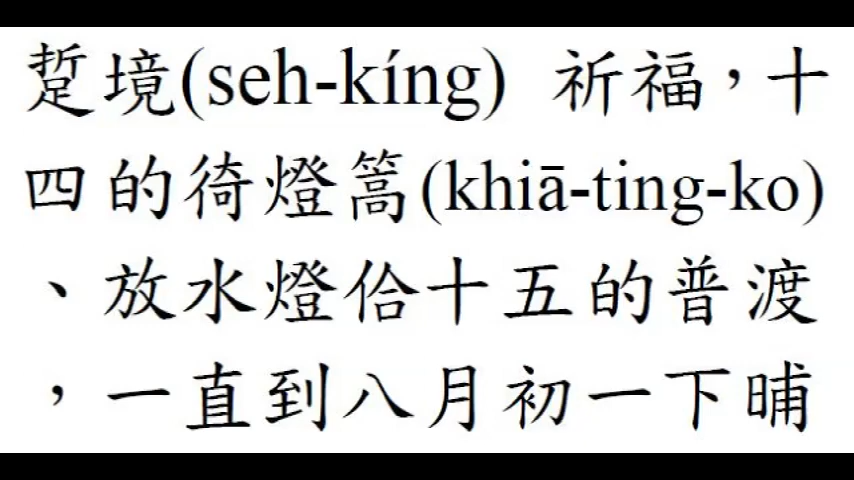 踅境(seh-kíng) 祈福，十
四的徛燈篙(khiā-ting-ko)
、放水燈佮十五的普渡
，一直到八月初一下晡